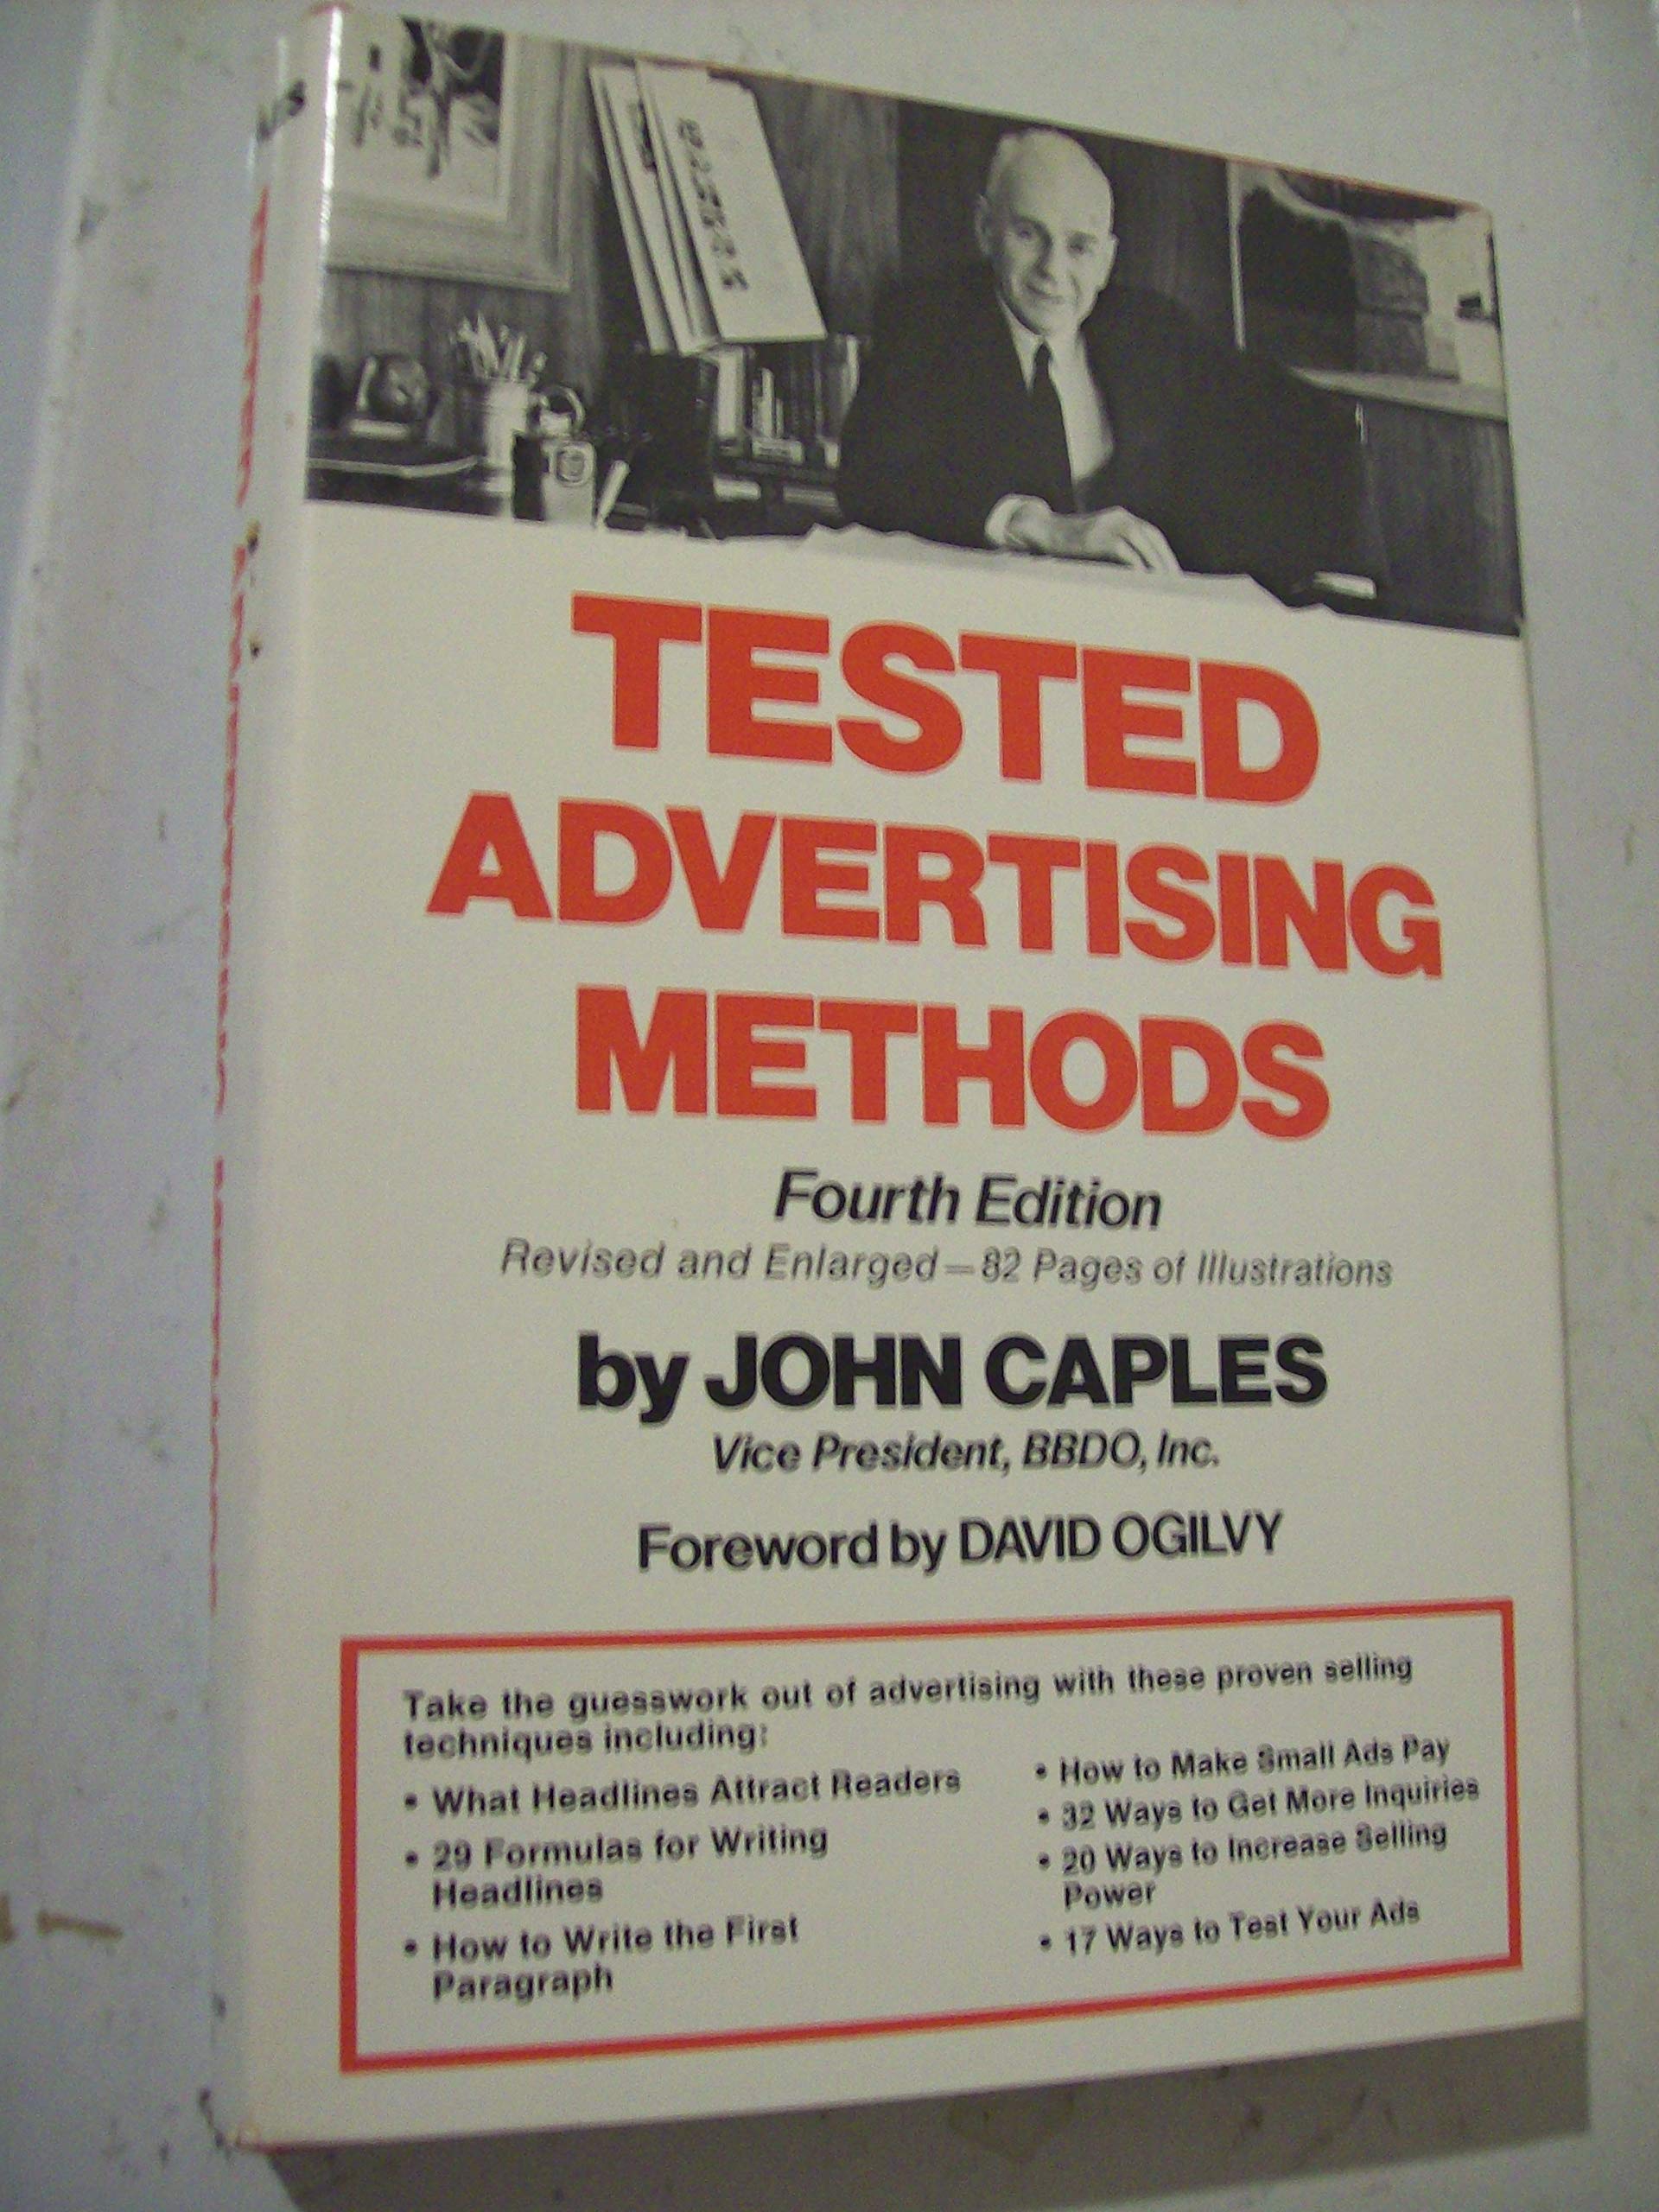 TESTED
ADVERTISING
METHODS
Fourth Edition
Revised and Enlarged—82 Pages of Illustrations
by JOHN CAPLES
Vice President, BBDO, Inc.
Foreword by DAVID OGILVY
Take the guesswork out of advertising with these proven selling
techniques including:
• What Headlines Attract Readers
• 29 Formulas for Writing
Headlines
• How to Write the First
Paragraph
• How to Make Small Ads Pay
• 32 Ways to Get More Inquiries
• 20 Ways to Increase Selling
Power
• 17 Ways to Test Your Ads